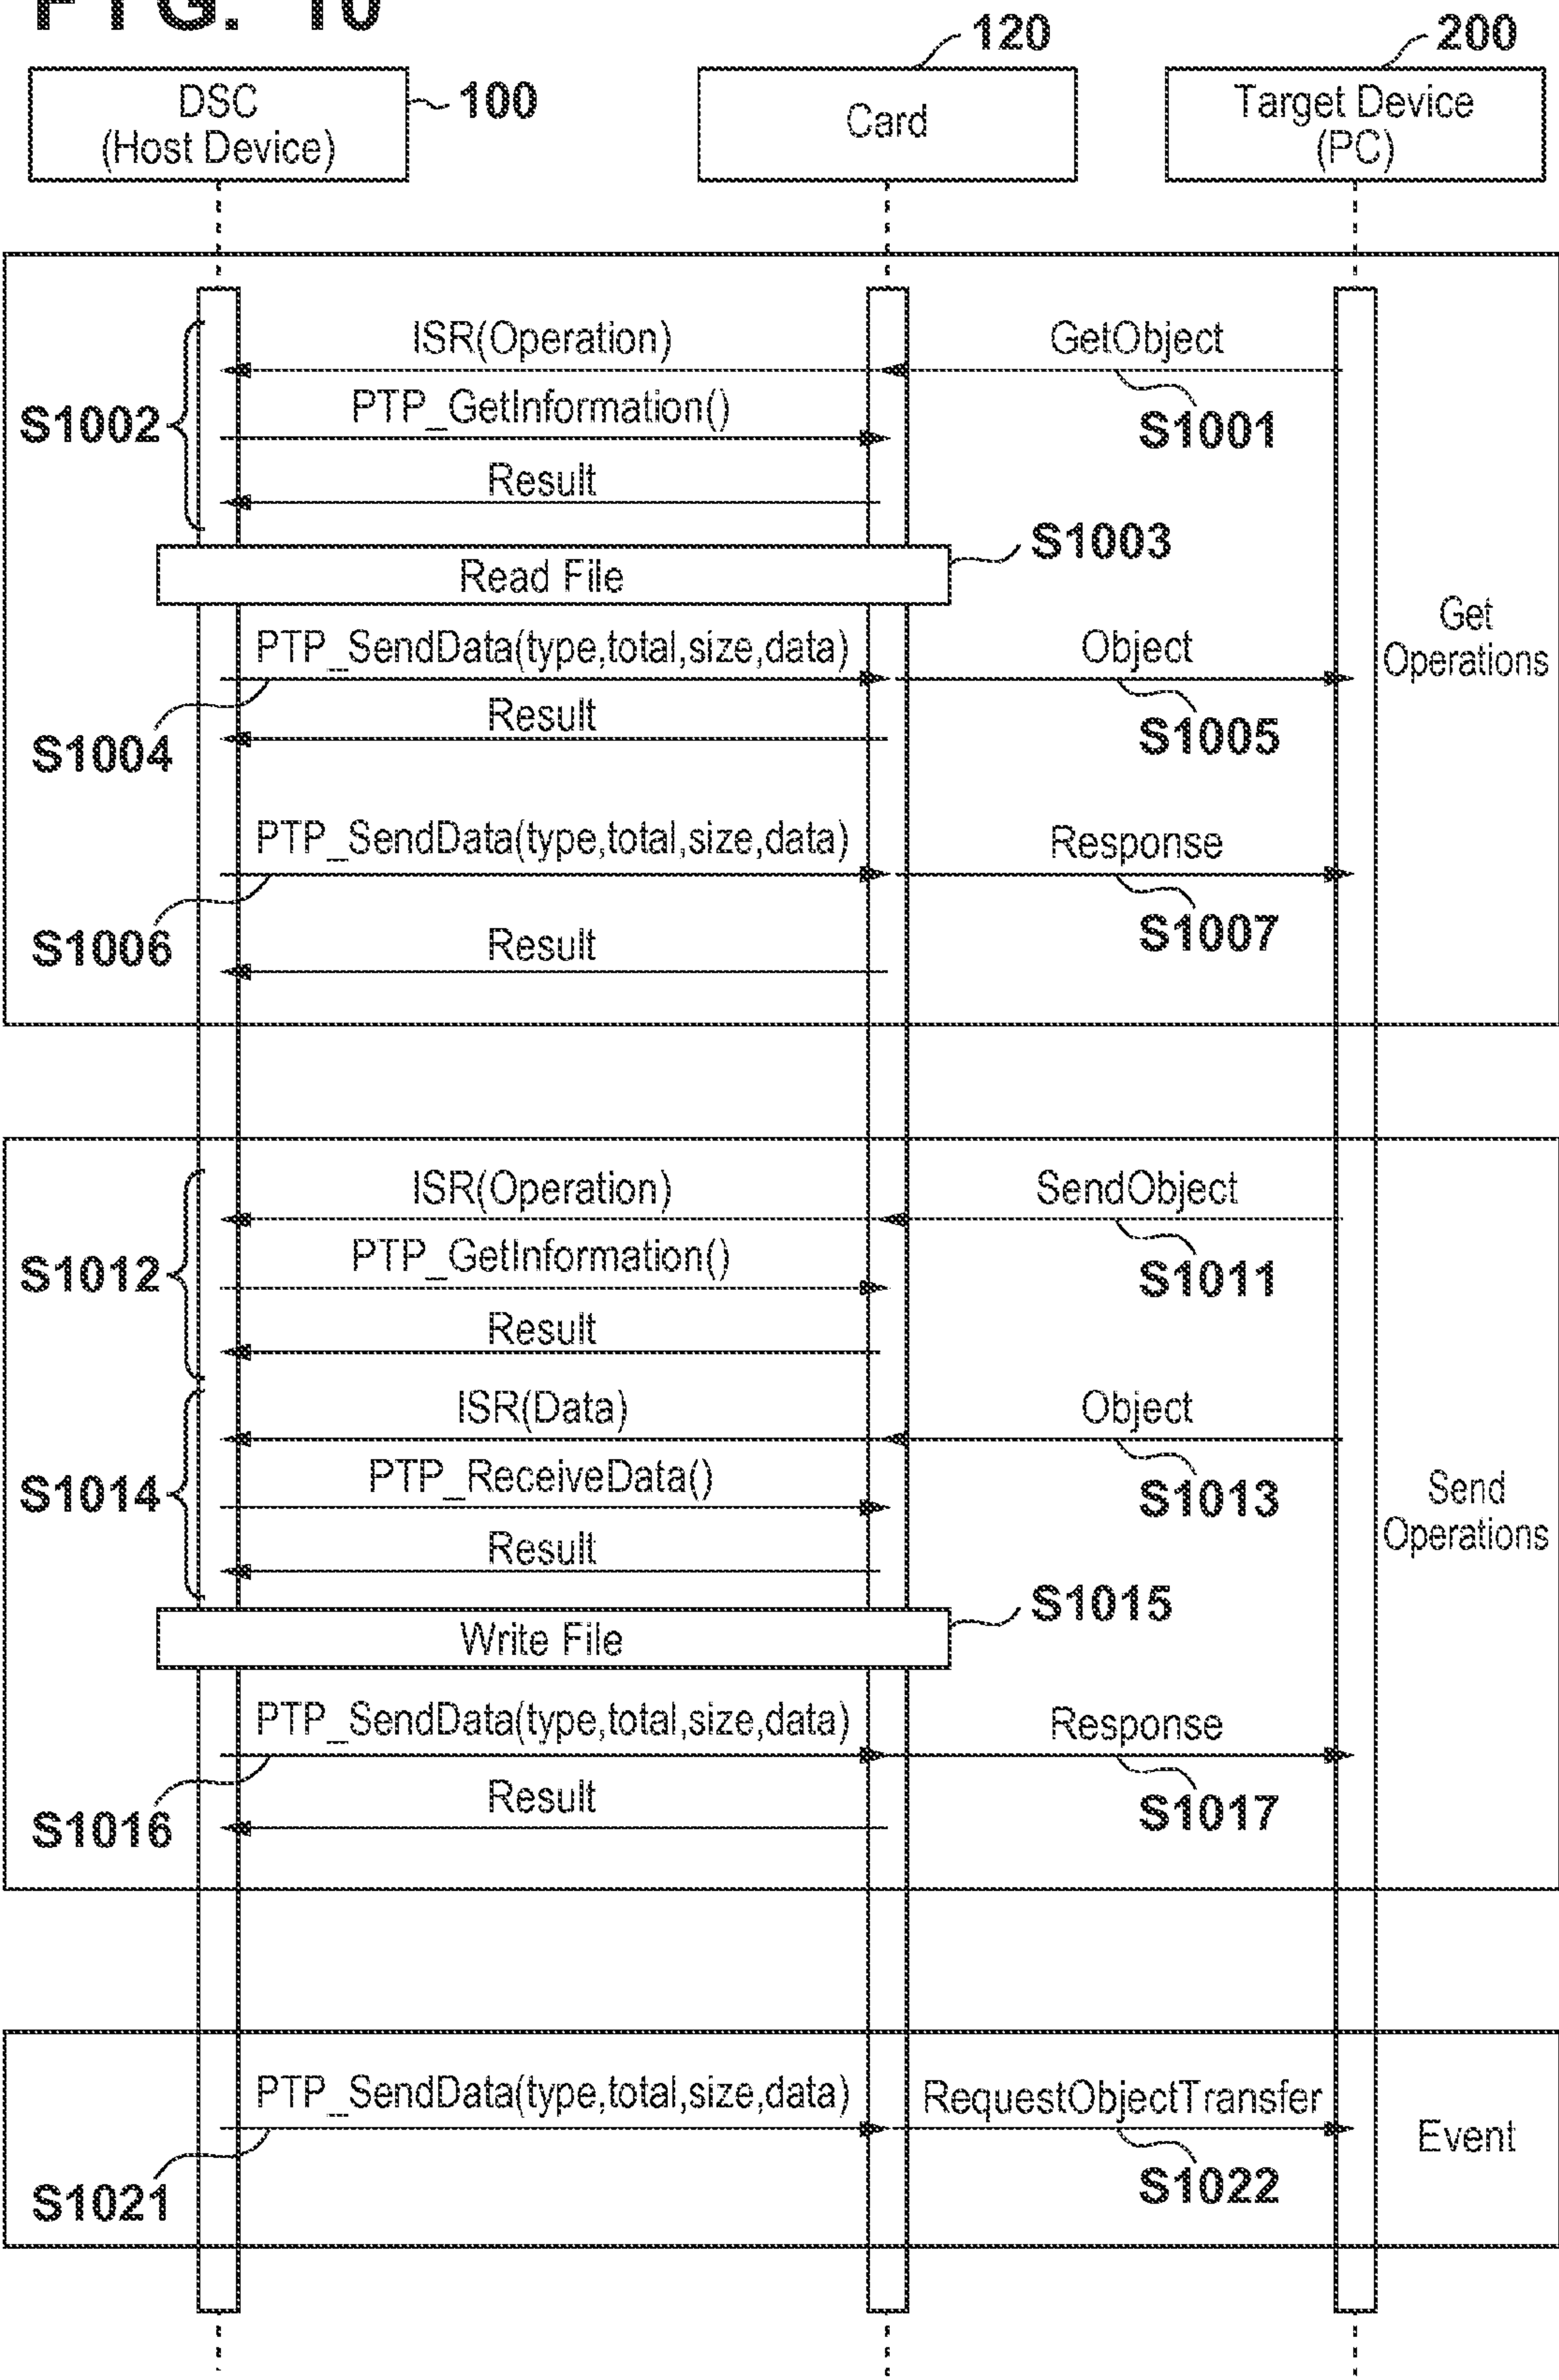 FIG. 10
120
200
DSC
(Host Device)
100
Card
Target Device
(PC)
ISR(Operation)
GetObject
S1002
PTP_GetInformation()
S1001
Result
S1003
Read File
Get
Operations
PTP_SendData(type,total,size,data)
Object
Result
S1004
S1005
PTP_SendData(type,total,size,data)
Response
S1006
Result
S1007
ISR(Operation)
SendObject
S1012
PTP_GetInformation()
S1011
Result
ISR(Data)
Object
S1014
PTP_ReceiveData()
S1013
Send
Operations
Result
S1015
Write File
PTP_SendData(type,total,size,data)
Response
S1016
Result
S1017
PTP_SendData(type,total,size,data)
RequestObjectTransfer
Event
S1021
S1022